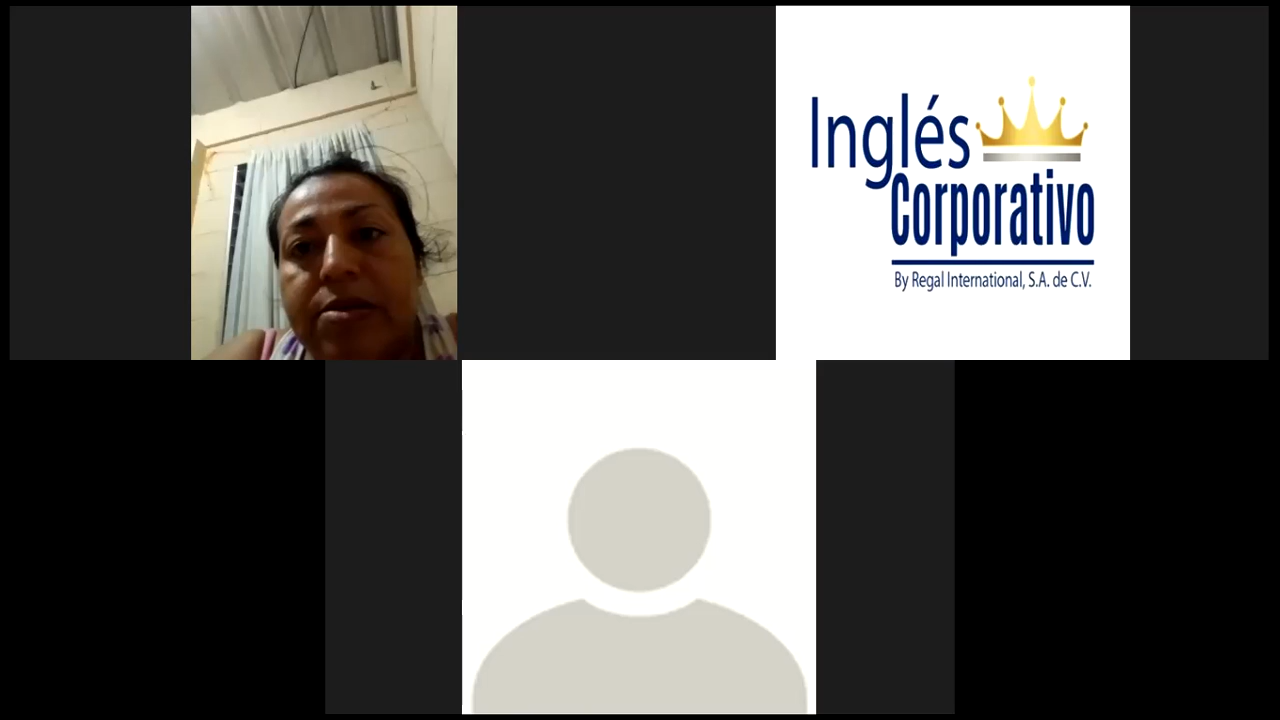 Inglés
Corporativo
By Regal International, S.A. de C.V.